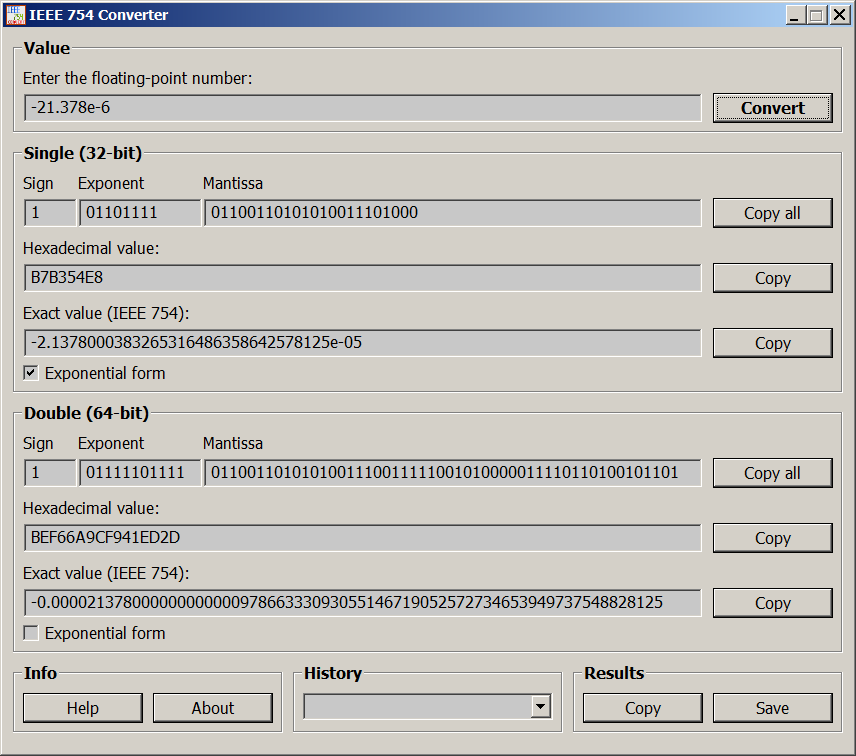 IEEE 754 Converter
Value
Enter the floating-point number:
-21.378e-6
Convert
Single (32-bit)
Sign Exponent Mantissa
1 01101111 01100110101010011101000 Copy all
Hexadecimal value:
B7B354E8 Copy
Exact value (IEEE 754):
-2.1378000383265316486358642578125e-05 Copy
Exponential form
Double (64-bit)
Sign Exponent Mantissa
1 01111101111 0110011010101001110011111001010000011110110100101101 Copy all
Hexadecimal value:
BEF66A9CF941ED2D Copy
Exact value (IEEE 754):
-0.000021378000000000000978663330930551467190525727346539497375488​28125 Copy
Exponential form
Info History Results
Help About Copy Save